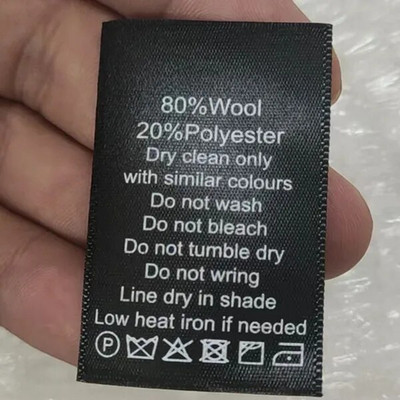 80%Wool
20%Polyester
Dry clean only
with similar colours
Do not wash
Do not bleach
Do not tumble dry
Do not wring
Line dry in shade
Low heat iron if needed
P